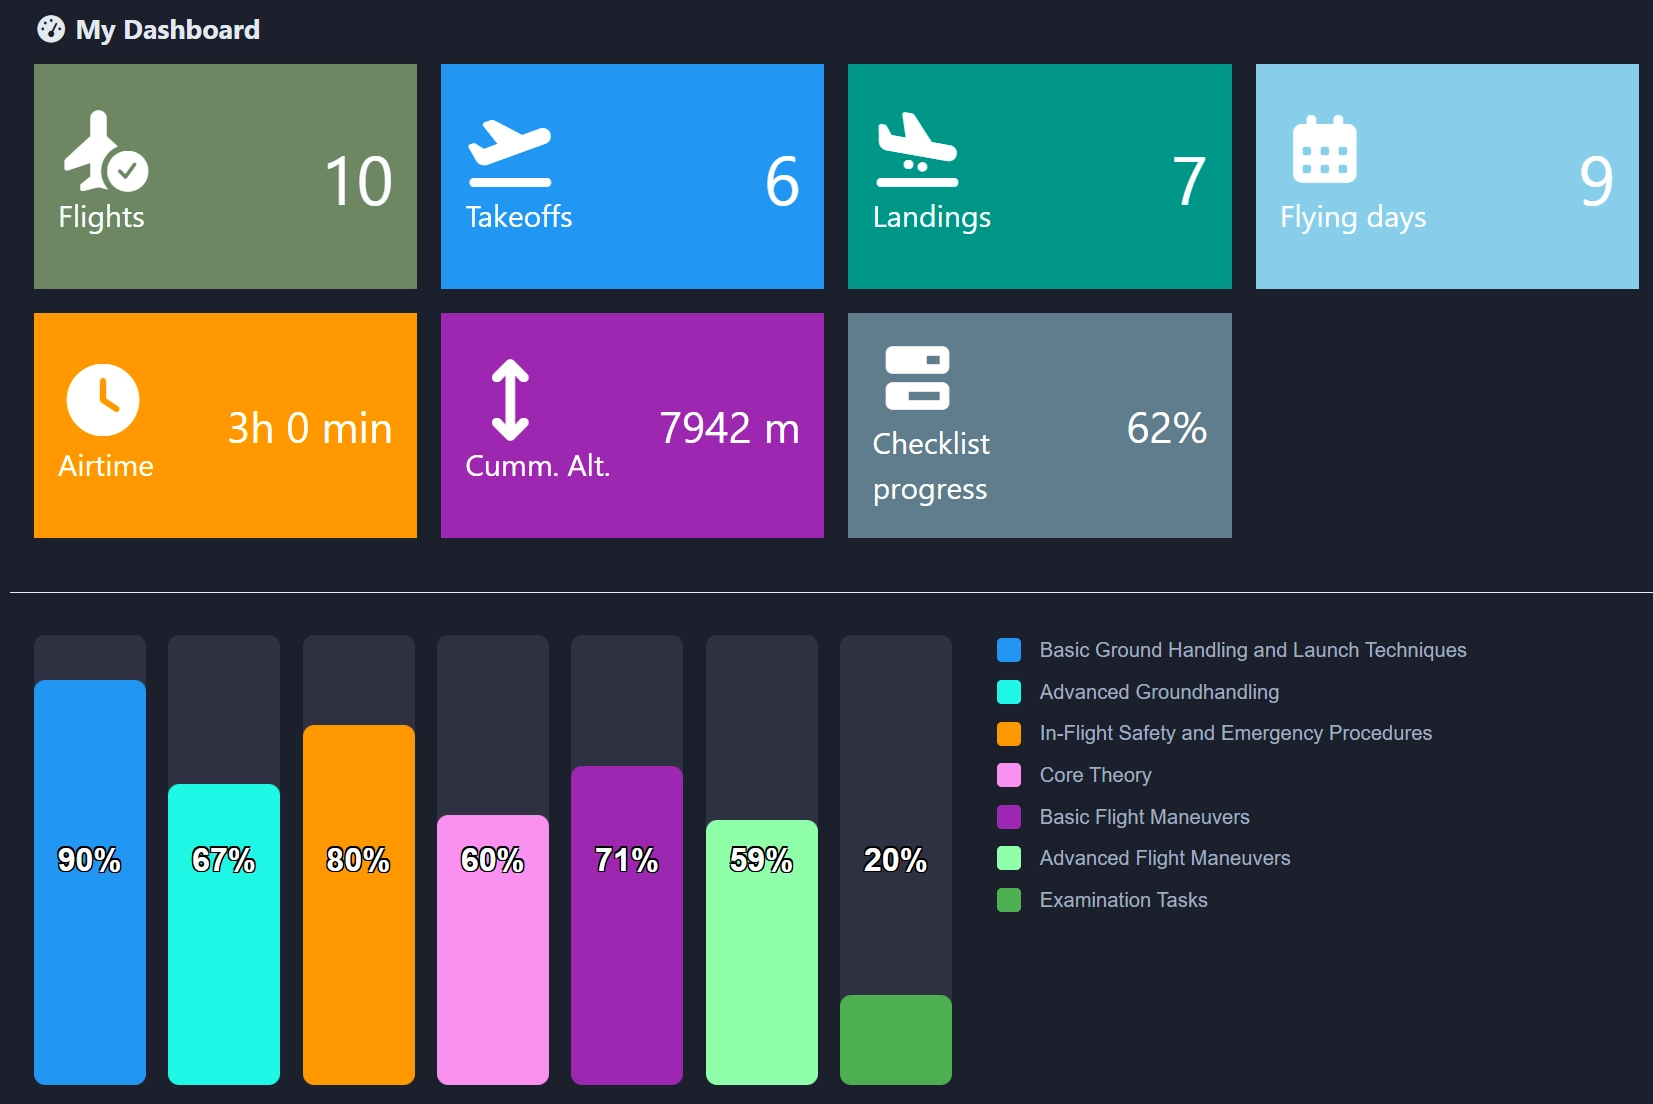 My Dashboard
Flights
10
Takeoffs
6
Landings
7
Flying days
9
Airtime
3h 0 min
Cumm. Alt.
7942 m
Checklist
progress
62%
90%
67%
80%
60%
71%
59%
20%
Basic Ground Handling and Launch Techniques
Advanced Groundhandling
In-Flight Safety and Emergency Procedures
Core Theory
Basic Flight Maneuvers
Advanced Flight Maneuvers
Examination Tasks